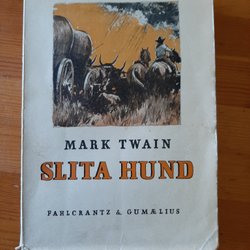 MARK TWAIN
SLITA HUND
FAHLCRANTZ & GUMÆLIUS